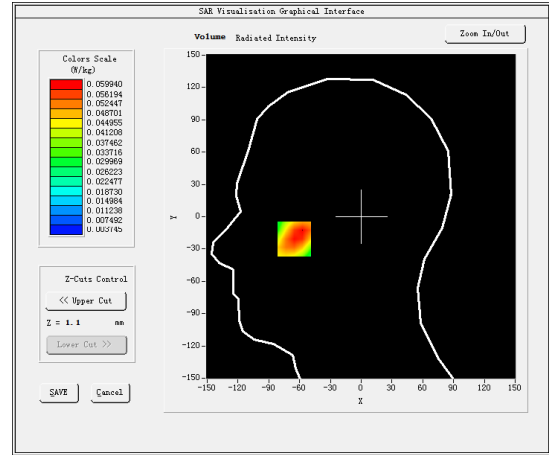 SAR Visualisation Graphical Interface
Volume Radiated Intensity
Zoom In/Out
Colors Scale
(W/kg)
0.059940
0.056194
0.052447
0.048701
0.044955
0.041208
0.037462
0.033716
0.029969
0.026223
0.022477
0.018730
0.014984
0.011238
0.007492
0.003745
Z-Cuts Control
<< Upper Cut
Z = 1.1 mm
Lower Cut >>
SAVE Cancel
150
120
90
60
30
0
-30
-60
-90
-120
-150
Y
-150 -120 -90 -60 -30 0 30 60 90 120 150
X